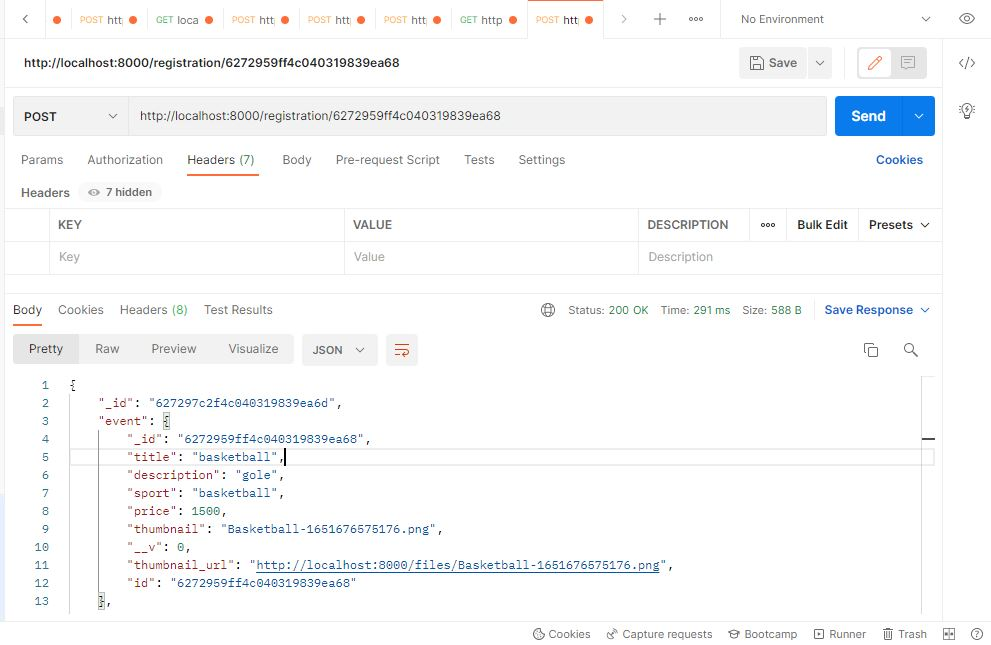 POST htt POST htt GET loca POST htt POST htt POST htt GET http POST htt No Environment
http://localhost:8000/registration/6272959ff4c040319839ea68 Save
POST http://localhost:8000/registration/6272959ff4c040319839ea68 Send
Params Authorization Headers (7) Body Pre-request Script Tests Settings Cookies
Headers 7 hidden
KEY VALUE DESCRIPTION Bulk Edit Presets
Key Value Description
Body Cookies Headers (8) Test Results Status: 200 OK Time: 291 ms Size: 588 B Save Response
Pretty Raw Preview Visualize JSON
1 {
2 "_id": "627297c2f4c040319839ea6d",
3 "event": {
4 "_id": "6272959ff4c040319839ea68",
5 "title": "basketball",
6 "description": "gole",
7 "sport": "basketball",
8 "price": 1500,
9 "thumbnail": "Basketball-1651676575176.png",
10 "__v": 0,
11 "thumbnail_url": "http://localhost:8000/files/Basketball-1651676575176.png",
12 "id": "6272959ff4c040319839ea68"
13 },
Cookies Capture requests Bootcamp Runner Trash